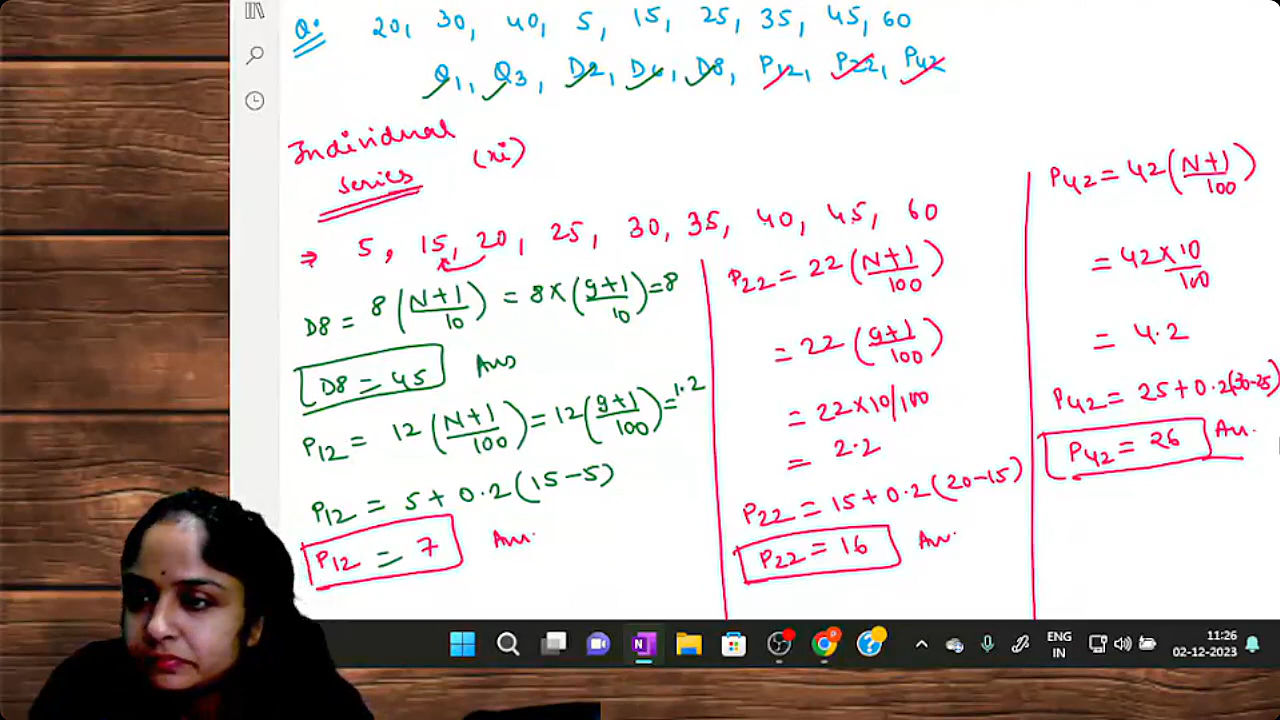 Q: 20, 30, 40, 5, 15, 25, 35, 45, 60
Q1, Q3, D2, D6, D8, P12, P22, P42
Individual
series
(xi)
⇒ 5, 15, 20, 25, 30, 35, 40, 45, 60
D8 = 8 (N+1/10) = 8 × (9+1/10) = 8
D8 = 45 Ans
P12 = 12 (N+1/100) = 12 (9+1/100) = 1.2
P12 = 5 + 0.2 (15-5)
P12 = 7 Ans.
P22 = 22 (N+1/100)
= 22 (9+1/100)
= 22×10/100
= 2.2
P22 = 15 + 0.2 (20-15)
P22 = 16 Ans.
P42 = 42 (N+1/100)
= 42×10/100
= 4.2
P42 = 25 + 0.2 (30-25)
P42 = 26 Ans.
ENG
IN
11:26
02-12-2023